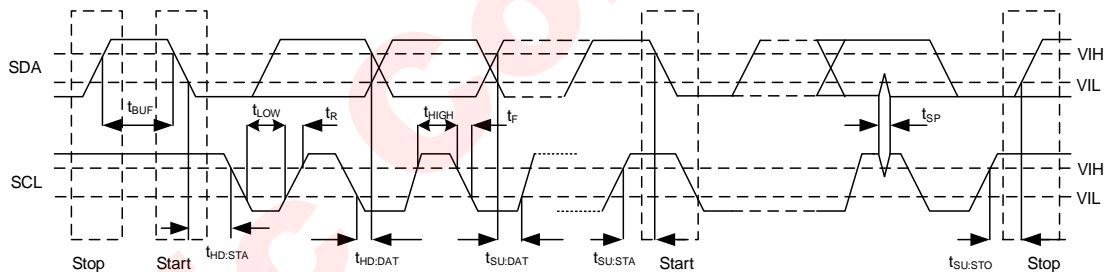 SDA
VIH
VIL
tBUF
tLOW
tR
tHIGH
tF
tSP
SCL
VIH
VIL
tHD:STA
tHD:DAT
tSU:DAT
tSU:STA
tSU:STO
Stop
Start
Start
Stop